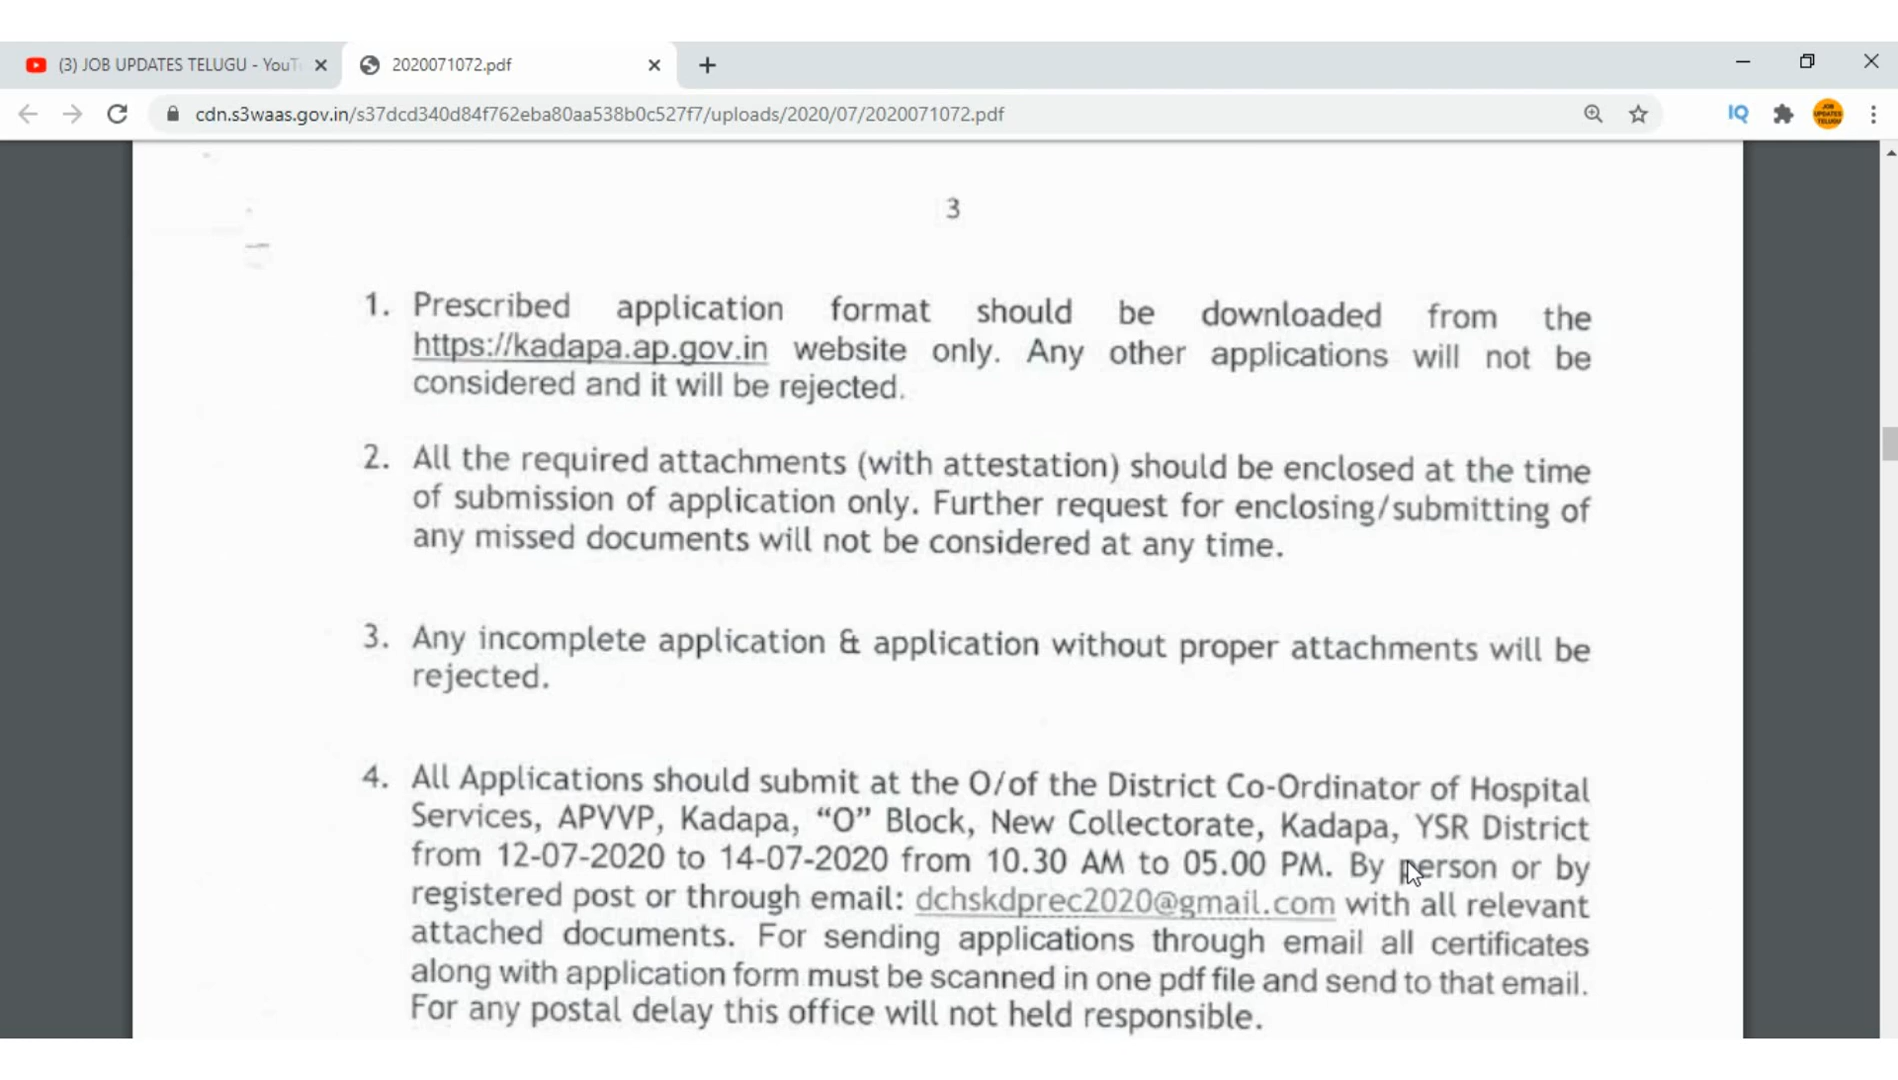 (3) JOB UPDATES TELUGU - YouT
2020071072.pdf
cdn.s3waas.gov.in/s37dcd340d84f762eba80aa538b0c527f7/uploads/2020/07/2020071072.pdf
IQ
JOB
UPDATES
TELUGU
3
1. Prescribed application format should be downloaded from the
https://kadapa.ap.gov.in website only. Any other applications will not be
considered and it will be rejected.
2. All the required attachments (with attestation) should be enclosed at the time
of submission of application only. Further request for enclosing/submitting of
any missed documents will not be considered at any time.
3. Any incomplete application & application without proper attachments will be
rejected.
4. All Applications should submit at the O/of the District Co-Ordinator of Hospital
Services, APVVP, Kadapa, “O” Block, New Collectorate, Kadapa, YSR District
from 12-07-2020 to 14-07-2020 from 10.30 AM to 05.00 PM. By person or by
registered post or through email: dchskdprec2020@gmail.com with all relevant
attached documents. For sending applications through email all certificates
along with application form must be scanned in one pdf file and send to that email.
For any postal delay this office will not held responsible.